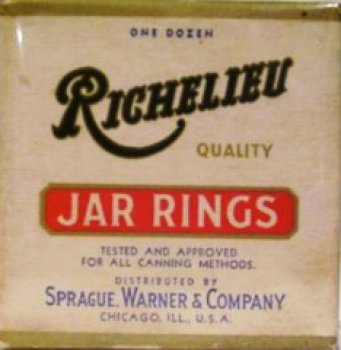 ONE DOZEN
RICHELIEU
QUALITY
JAR RINGS
TESTED AND APPROVED
FOR ALL CANNING METHODS.
DISTRIBUTED BY
SPRAGUE, WARNER & COMPANY
CHICAGO, ILL., U.S.A.